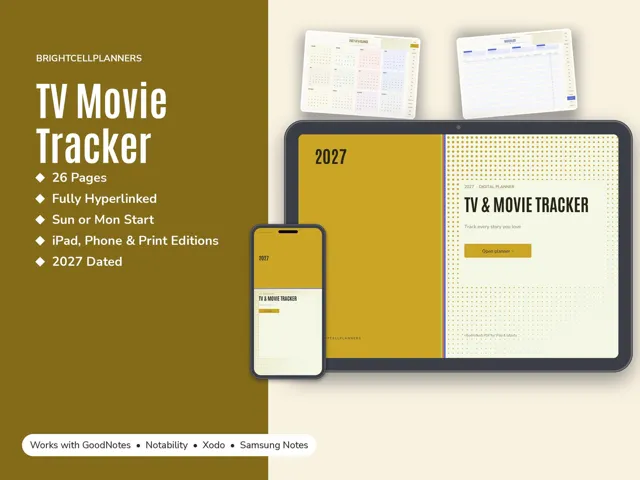 BRIGHTCELLPLANNERS
TV Movie
Tracker
◆ 26 Pages
◆ Fully Hyperlinked
◆ Sun or Mon Start
◆ iPad, Phone & Print Editions
◆ 2027 Dated
Works with GoodNotes • Notability • Xodo • Samsung Notes
2027
2027 DIGITAL PLANNER
TV & MOVIE TRACKER
Track every story you love
Open planner
2027
TV & MOVIE TRACKER